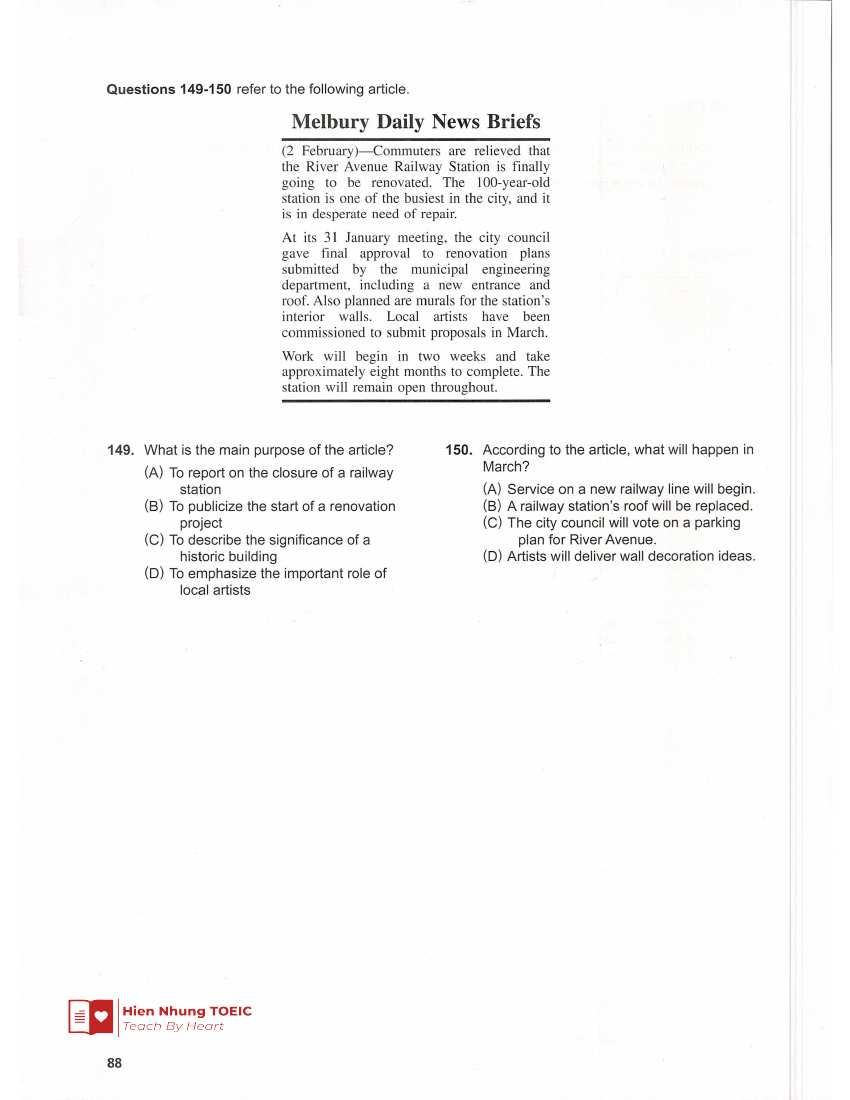 Questions 149-150 refer to the following article.
Melbury Daily News Briefs
(2 February)—Commuters are relieved that
the River Avenue Railway Station is finally
going to be renovated. The 100-year-old
station is one of the busiest in the city, and it
is in desperate need of repair.
At its 31 January meeting, the city council
gave final approval to renovation plans
submitted by the municipal engineering
department, including a new entrance and
roof. Also planned are murals for the station's
interior walls. Local artists have been
commissioned to submit proposals in March.
Work will begin in two weeks and take
approximately eight months to complete. The
station will remain open throughout.
149. What is the main purpose of the article?
(A) To report on the closure of a railway
station
(B) To publicize the start of a renovation
project
(C) To describe the significance of a
historic building
(D) To emphasize the important role of
local artists
150. According to the article, what will happen in
March?
(A) Service on a new railway line will begin.
(B) A railway station's roof will be replaced.
(C) The city council will vote on a parking
plan for River Avenue.
(D) Artists will deliver wall decoration ideas.
Hien Nhung TOEIC
Teach By Heart
88